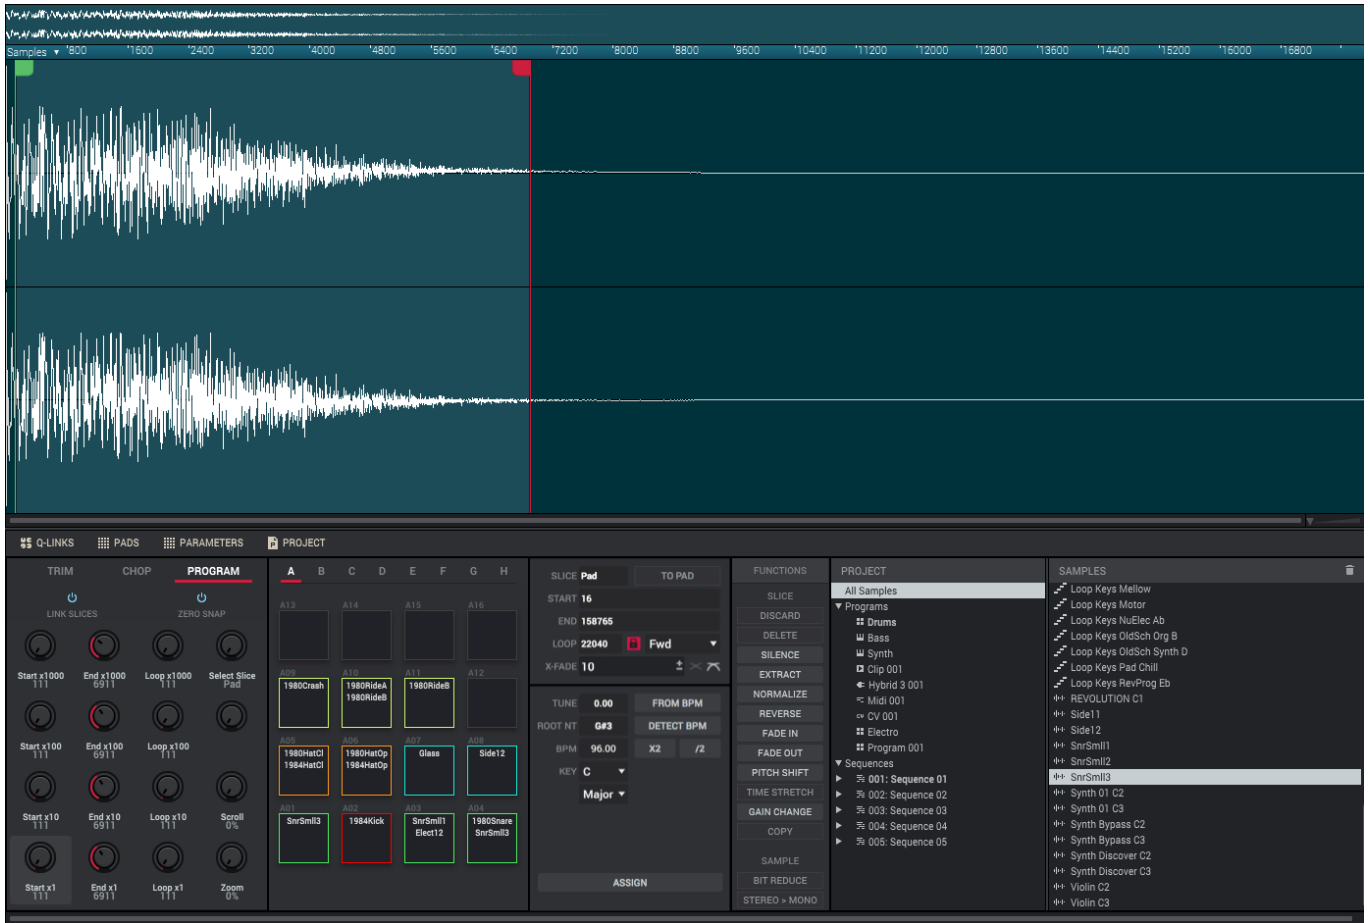 Samples ▾ '800 '1600 '2400 '3200 '4000 '4800 '5600 '6400 '7200 '8000 '8800 '9600 '10400 '11200 '12000 '12800 '13600 '14400 '15200 '16000 '16800
Q-LINKS PADS PARAMETERS PROJECT
TRIM CHOP PROGRAM
LINK SLICES ZERO SNAP
Start x1000 End x1000 Loop x1000 Select Slice
111 6911 111 Pad
Start x100 End x100 Loop x100
111 6911 111
Start x10 End x10 Loop x10 Scroll
111 6911 111 0%
Start x1 End x1 Loop x1 Zoom
111 6911 111 0%
A B C D E F G H
A13 A14 A15 A16
A09 A10 A11 A12
1980Crash 1980RideA 1980RideB
1980RideB
A05 A06 A07 A08
1980HatCl 1980HatOp Glass Side12
1984HatCl 1984HatOp
A01 A02 A03 A04
SnrSmll3 1984Kick SnrSmll1 1980Snare
Elect12 SnrSmll3
SLICE Pad TO PAD
START 16
END 158765
LOOP 22040 Fwd
X-FADE 10
TUNE 0.00 FROM BPM
ROOT NT G#3 DETECT BPM
BPM 96.00 X2 /2
KEY C
Major
ASSIGN
FUNCTIONS
SLICE
DISCARD
DELETE
SILENCE
EXTRACT
NORMALIZE
REVERSE
FADE IN
FADE OUT
PITCH SHIFT
TIME STRETCH
GAIN CHANGE
COPY
SAMPLE
BIT REDUCE
STEREO > MONO
PROJECT
All Samples
Programs
Drums
Bass
Synth
Clip 001
Hybrid 3 001
Midi 001
CV 001
Electro
Program 001
Sequences
001: Sequence 01
002: Sequence 02
003: Sequence 03
004: Sequence 04
005: Sequence 05
SAMPLES
Loop Keys Mellow
Loop Keys Motor
Loop Keys NuElec Ab
Loop Keys OldSch Org B
Loop Keys OldSch Synth D
Loop Keys Pad Chill
Loop Keys RevProg Eb
REVOLUTION C1
Side11
Side12
SnrSmll1
SnrSmll2
SnrSmll3
Synth 01 C2
Synth 01 C3
Synth Bypass C2
Synth Bypass C3
Synth Discover C2
Synth Discover C3
Violin C2
Violin C3